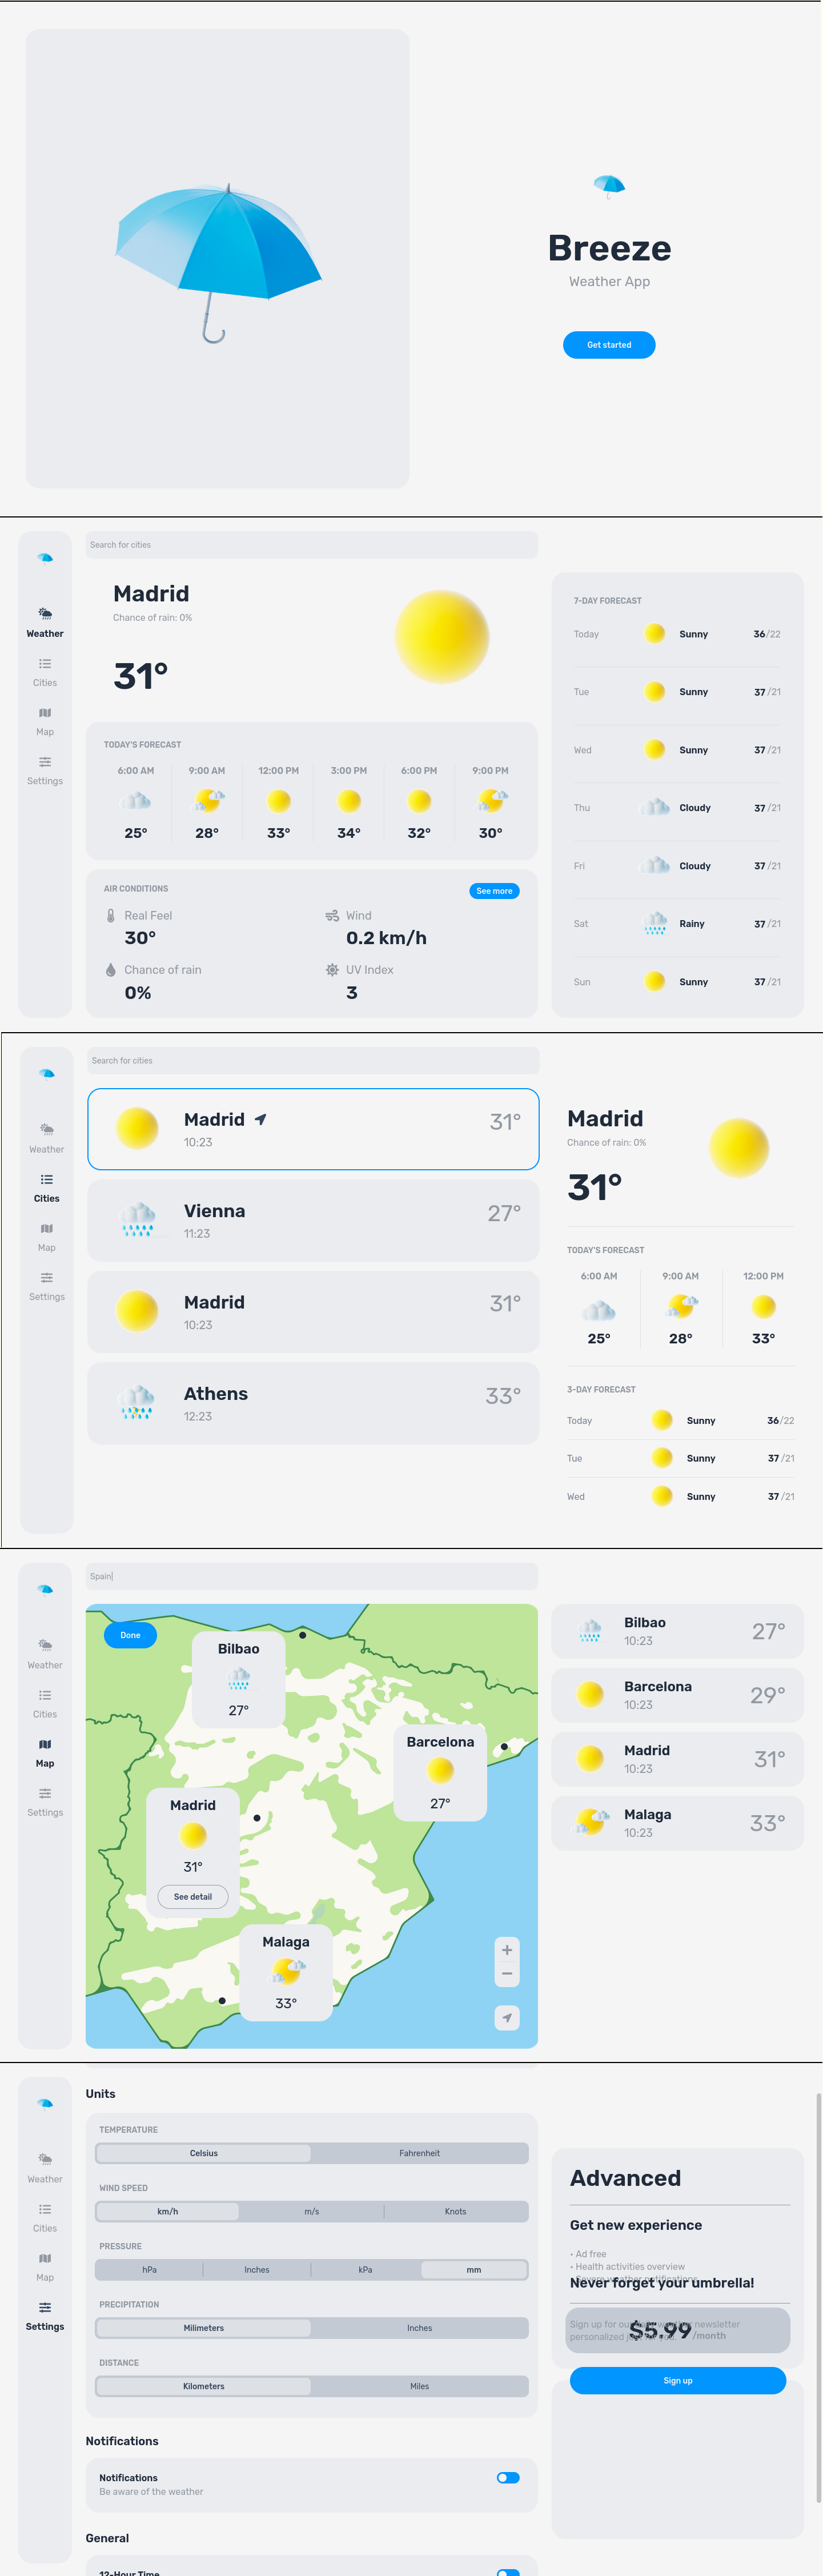 Breeze
Weather App
Get started
Search for cities
Weather
Cities
Map
Settings
Madrid
Chance of rain: 0%
31°
TODAY'S FORECAST
6:00 AM 9:00 AM 12:00 PM 3:00 PM 6:00 PM 9:00 PM
25° 28° 33° 34° 32° 30°
AIR CONDITIONS
See more
Real Feel
30°
Wind
0.2 km/h
Chance of rain
0%
UV Index
3
7-DAY FORECAST
Today Sunny 36/22
Tue Sunny 37/21
Wed Sunny 37/21
Thu Cloudy 37/21
Fri Cloudy 37/21
Sat Rainy 37/21
Sun Sunny 37/21
Search for cities
Weather
Cities
Map
Settings
Madrid 31°
10:23
Vienna 27°
11:23
Madrid 31°
10:23
Athens 33°
12:23
Madrid
Chance of rain: 0%
31°
TODAY'S FORECAST
6:00 AM 9:00 AM 12:00 PM
25° 28° 33°
3-DAY FORECAST
Today Sunny 36/22
Tue Sunny 37/21
Wed Sunny 37/21
Spain|
Weather
Cities
Map
Settings
Done
Bilbao
27°
Barcelona
27°
Madrid
31°
See detail
Malaga
33°
+
−
Bilbao 27°
10:23
Barcelona 29°
10:23
Madrid 31°
10:23
Malaga 33°
10:23
Weather
Cities
Map
Settings
Units
TEMPERATURE
Celsius Fahrenheit
WIND SPEED
km/h m/s Knots
PRESSURE
hPa Inches kPa mm
PRECIPITATION
Milimeters Inches
DISTANCE
Kilometers Miles
Notifications
Notifications
Be aware of the weather
General
12-Hour Time
Advanced
Get new experience
• Ad free
• Health activities overview
• Severe weather notifications
Never forget your umbrella!
Sign up for our weather newsletter
personalized
$5.99/month
Sign up